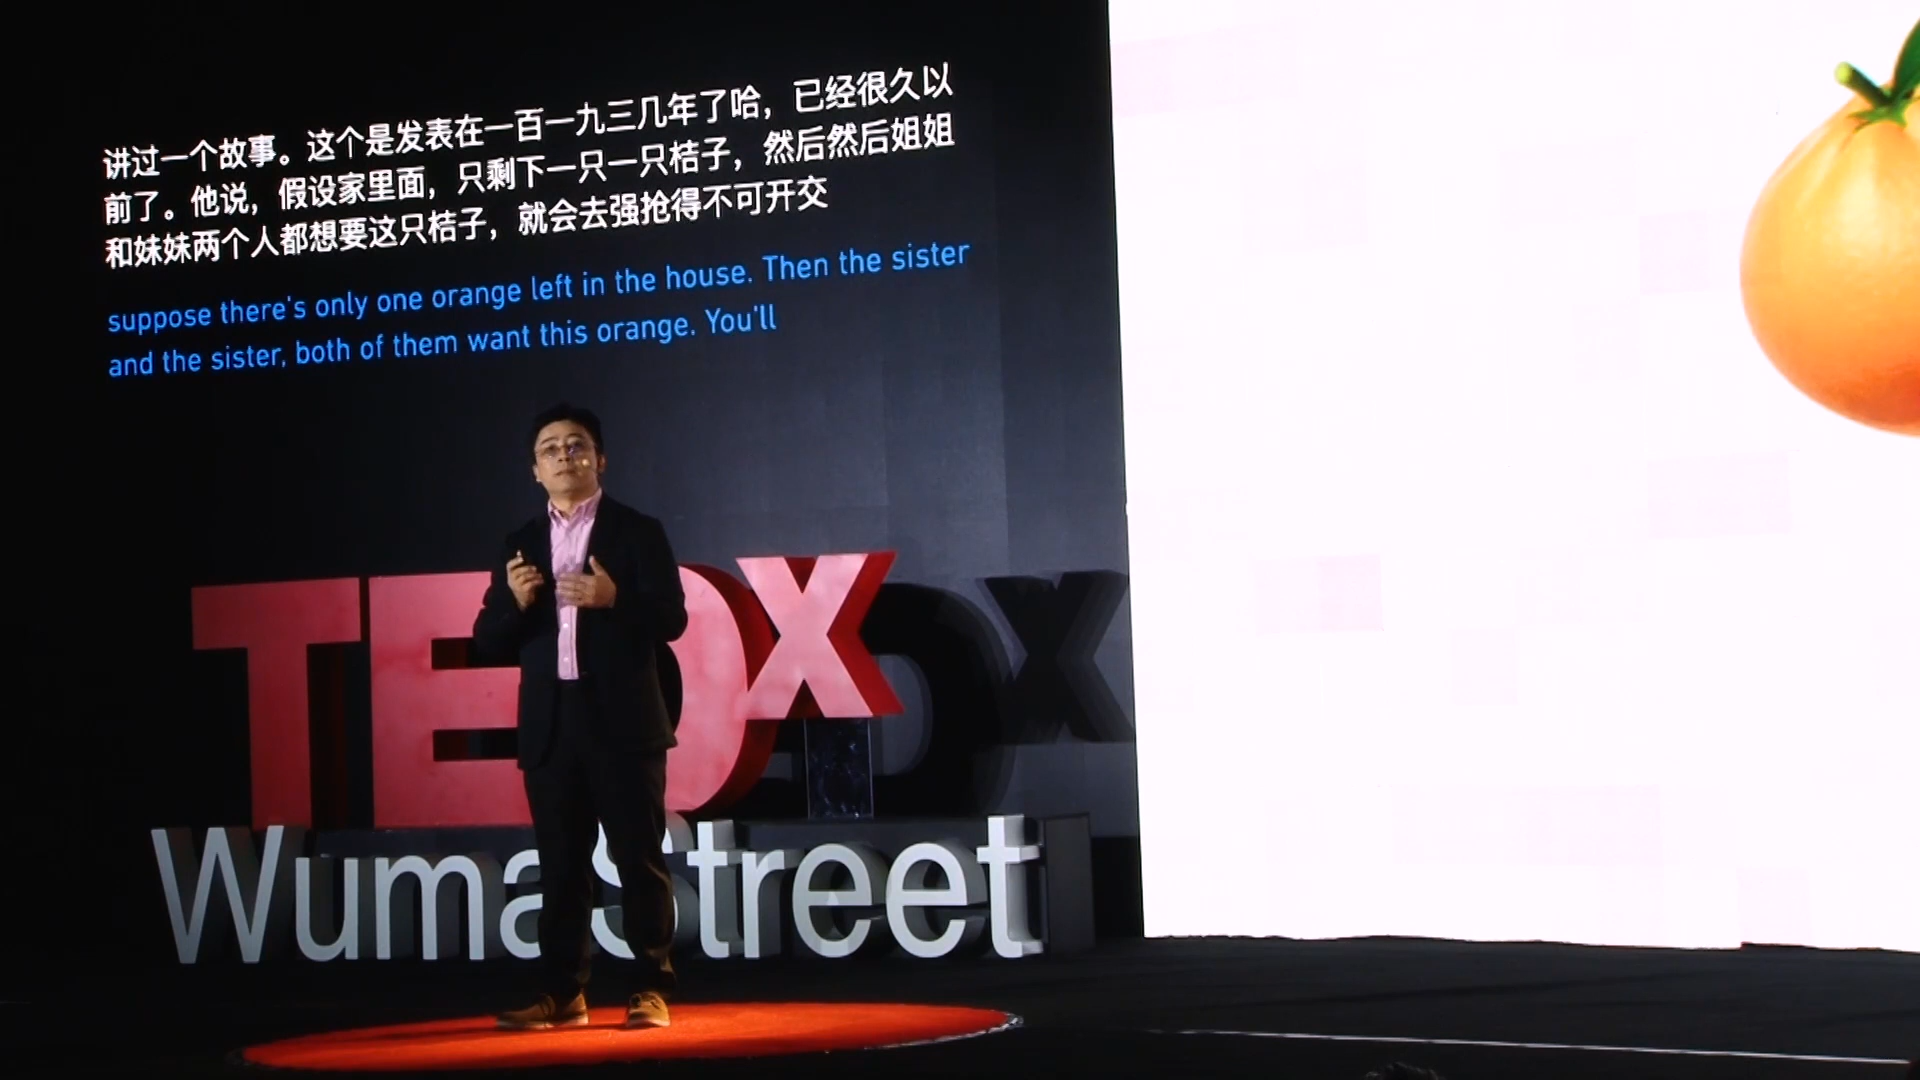 讲过一个故事。这个是发表在一百一九三几年了哈，已经很久以
前了。他说，假设家里面，只剩下一只一只桔子，然后然后姐姐
和妹妹两个人都想要这只桔子，就会去强抢得不可开交
suppose there's only one orange left in the house. Then the sister
and the sister, both of them want this orange. You'll
TEDx
WumaStreet